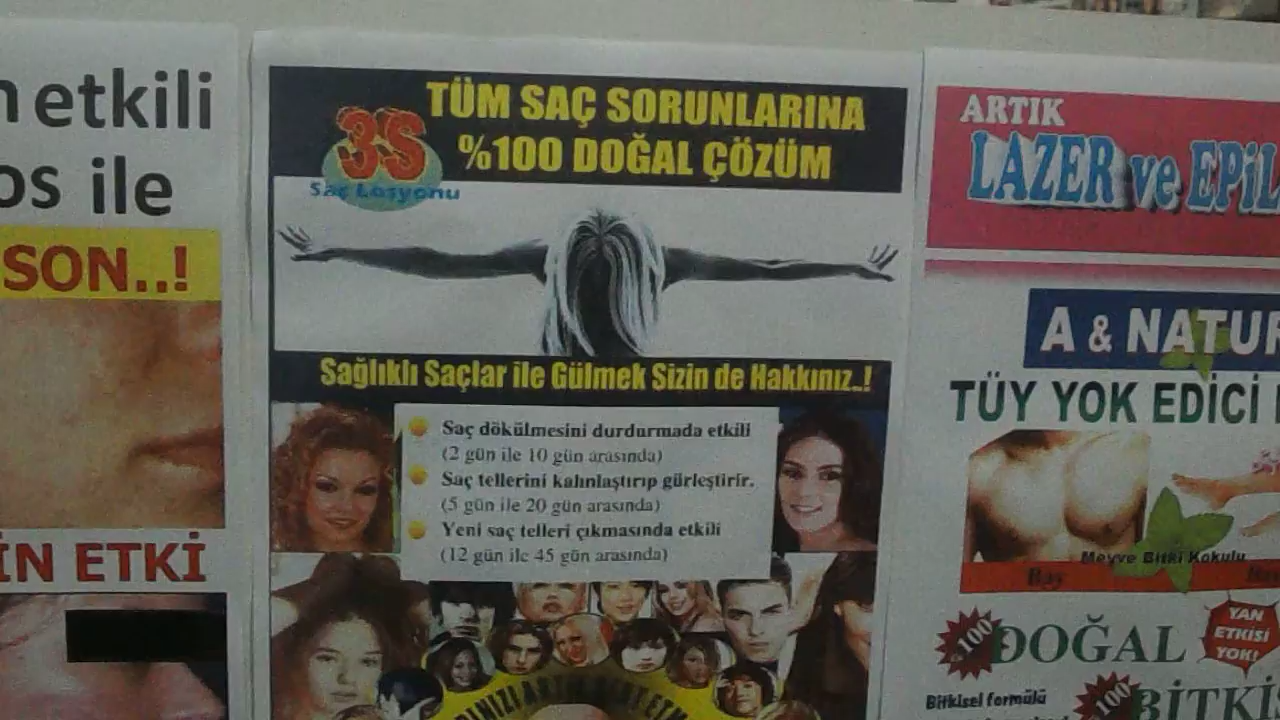 etkili
ile
SON..!
ETKİ
3S
Saç Losyonu
TÜM SAÇ SORUNLARINA
%100 DOĞAL ÇÖZÜM
Sağlıklı Saçlar ile Gülmek Sizin de Hakkınız..!
Saç dökülmesini durdurmada etkili
(2 gün ile 10 gün arasında)
Saç tellerini kalınlaştırıp gürleştirir.
(5 gün ile 20 gün arasında)
Yeni saç telleri çıkmasında etkili
(12 gün ile 45 gün arasında)
ARTIK
LAZER ve EPİL
A & NATUR
TÜY YOK EDİCİ
Meyve Bitki Kokulu
Bay
%100 DOĞAL
YAN
ETKİSİ
YOK!
Bitkisel formülü
100 BİTKİS